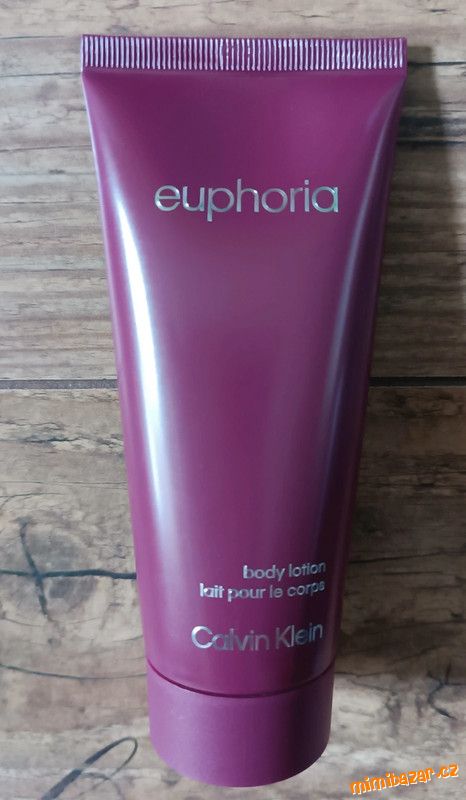 euphoria
body lotion
lait pour le corps
Calvin Klein
mimibazar.cz